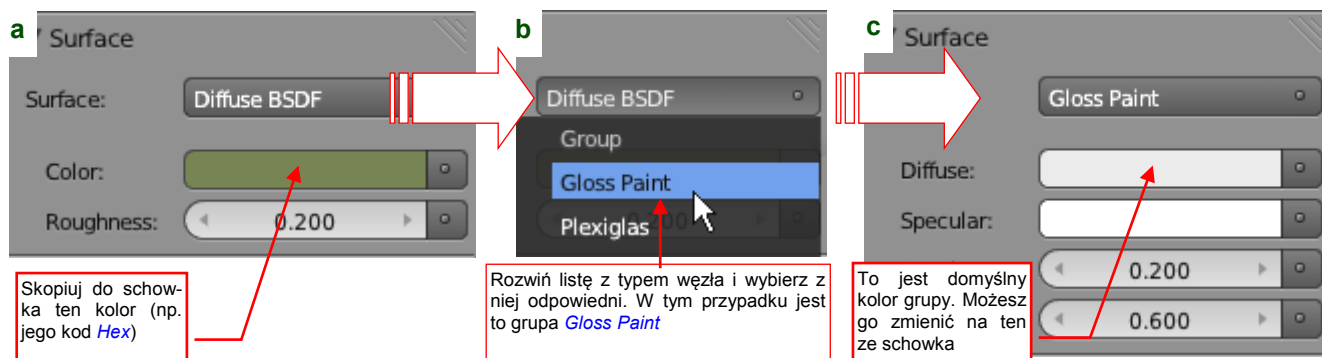 a
Surface
Surface:
Diffuse BSDF
Color:
Roughness:
0.200
Skopiuj do schow-
ka ten kolor (np.
jego kod Hex)
b
Diffuse BSDF
Group
Gloss Paint
Plexiglas
0.200
Rozwiń listę z typem węzła i wybierz z
niej odpowiedni. W tym przypadku jest
to grupa Gloss Paint
c
Surface
Gloss Paint
Diffuse:
Specular:
0.200
0.600
To jest domyślny
kolor grupy. Możesz
go zmienić na ten
ze schowka